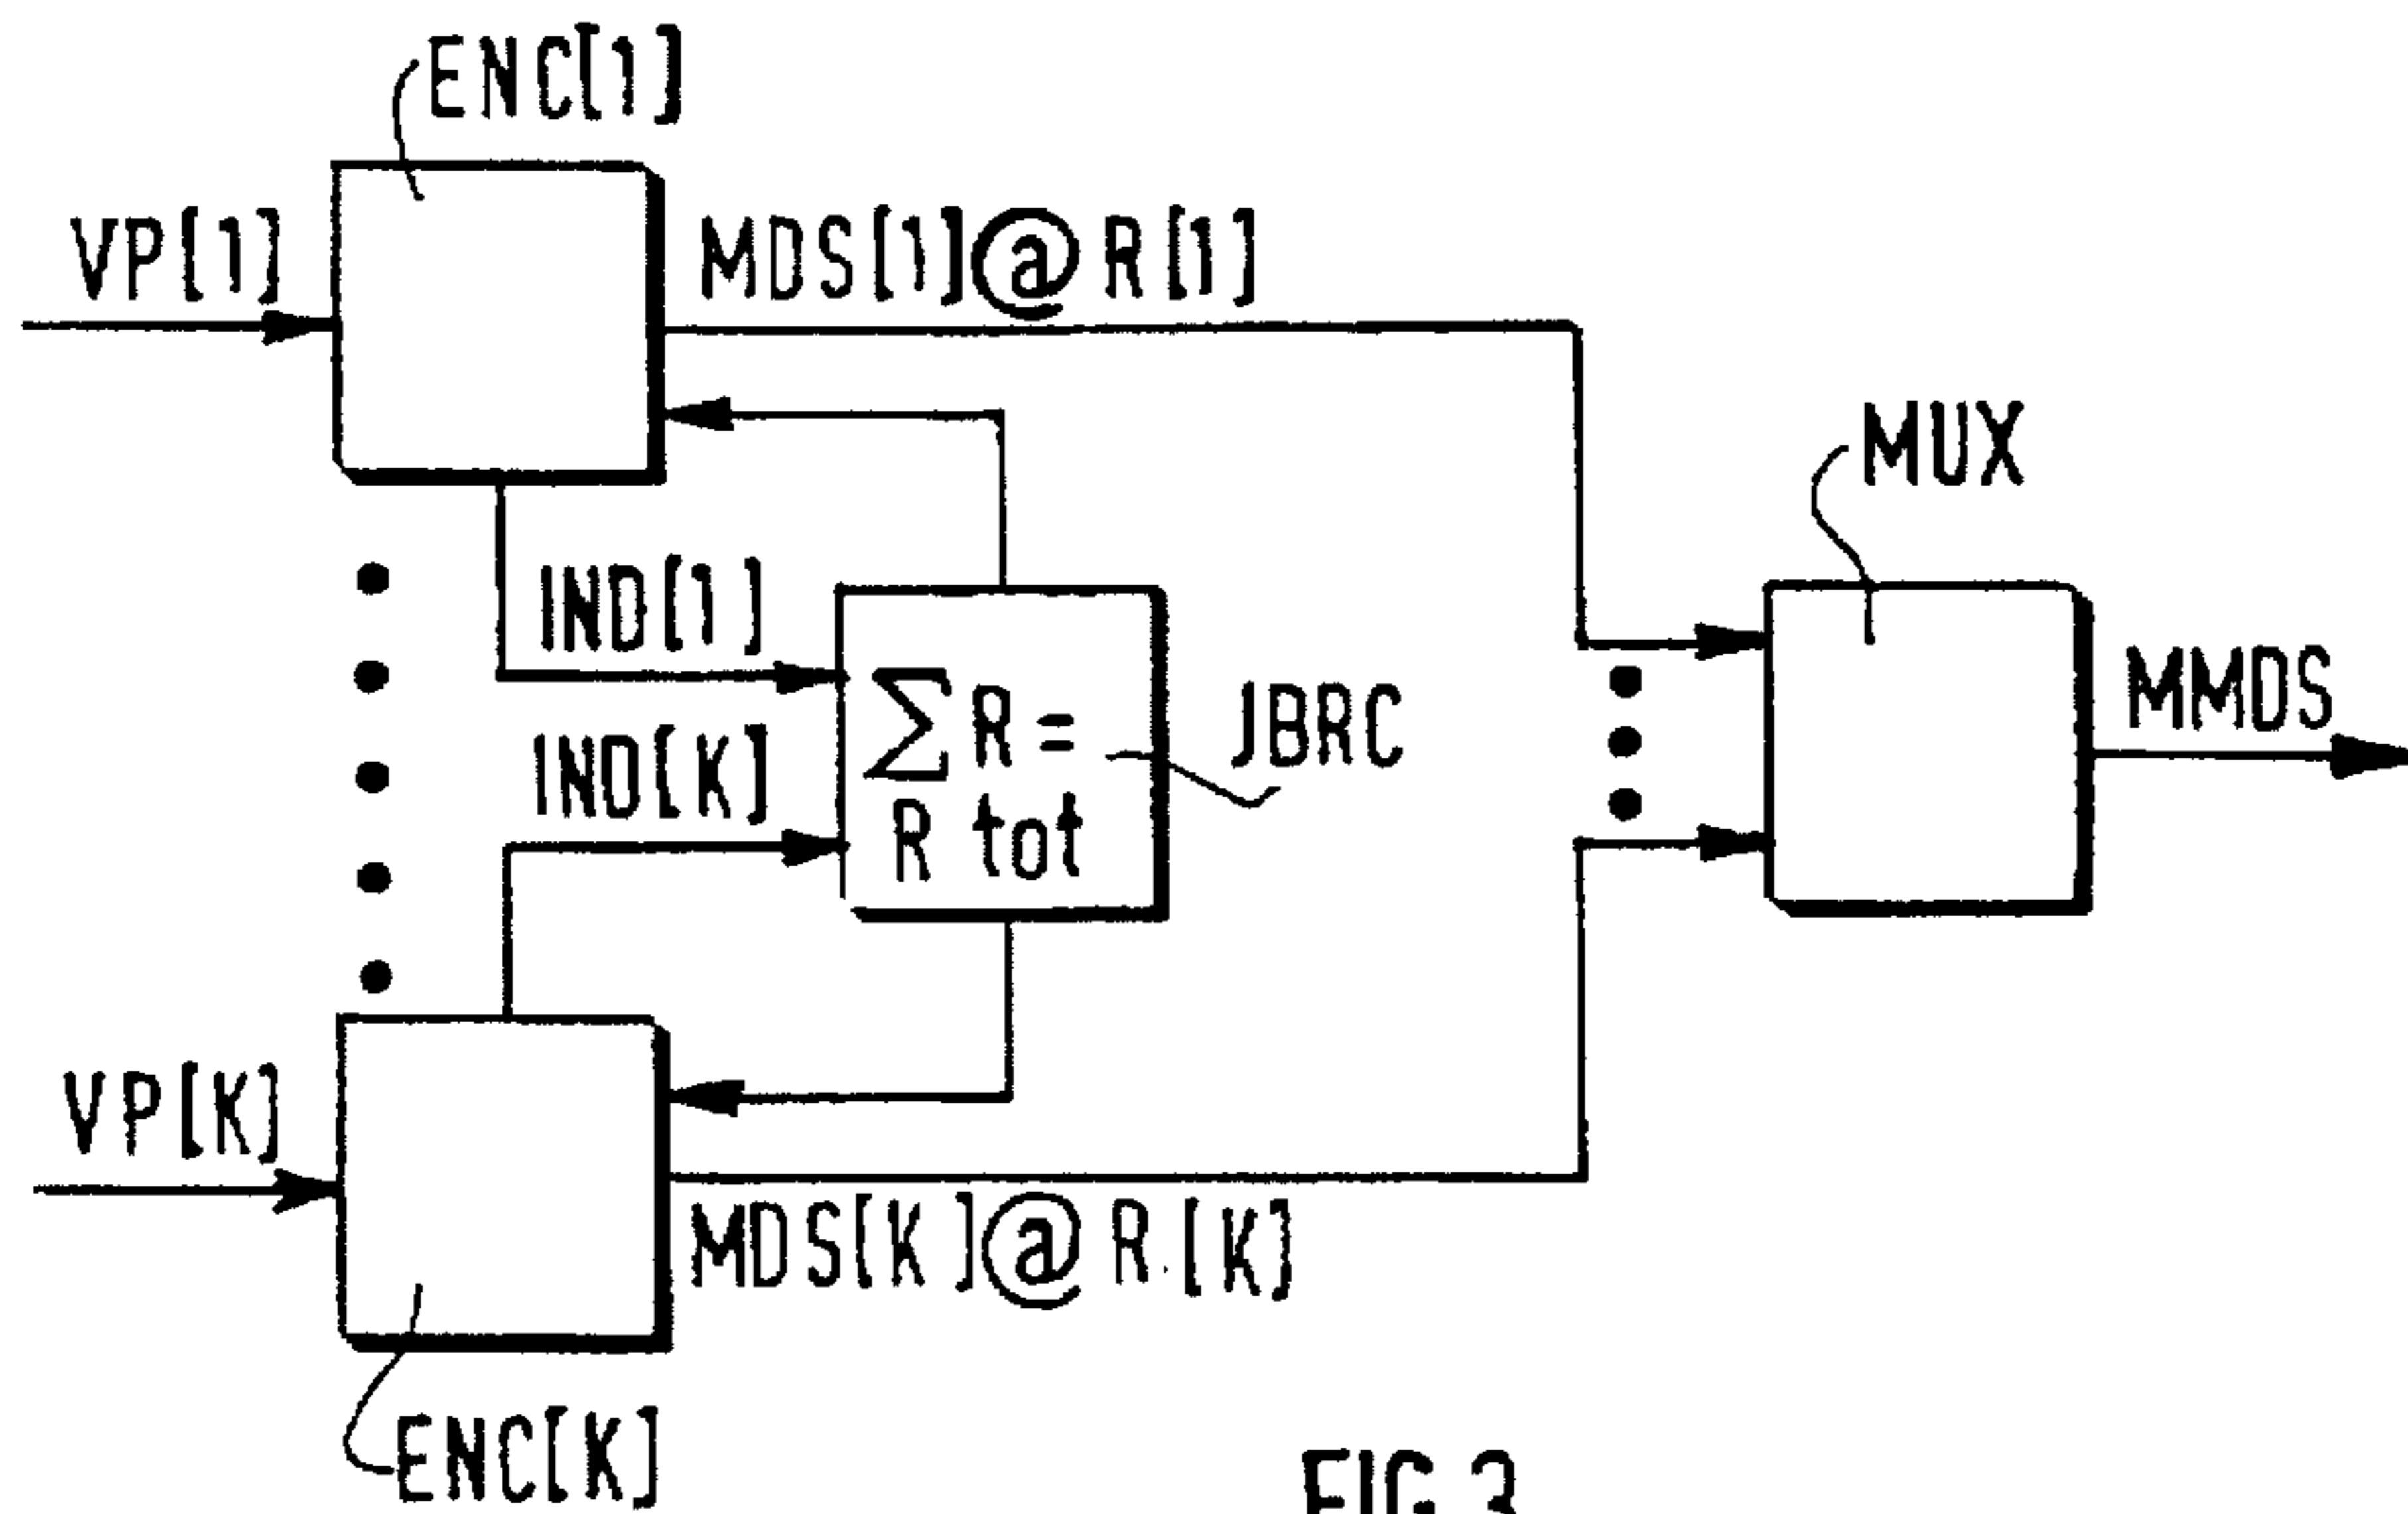 ENC[1]
VP[1]
MDS[1]@R[1]
MUX
IND[1]
MMDS
Σ R =
R tot
JBRC
IND[K]
VP[K]
MDS[K]@R.[K]
ENC[K]
FIG.3